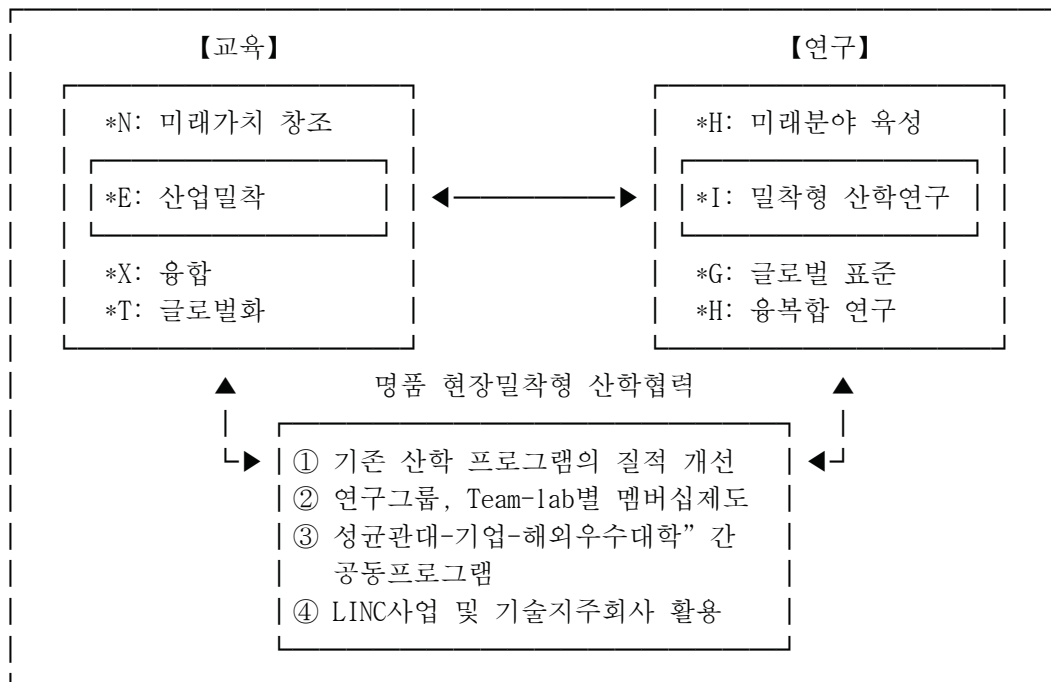 【교육】
【연구】
*N: 미래가치 창조
*E: 산업밀착
*X: 융합
*T: 글로벌화
*H: 미래분야 육성
*I: 밀착형 산학연구
*G: 글로벌 표준
*H: 융복합 연구
명품 현장밀착형 산학협력
① 기존 산학 프로그램의 질적 개선
② 연구그룹, Team-lab별 멤버십제도
③ 성균관대-기업-해외우수대학” 간
공동프로그램
④ LINC사업 및 기술지주회사 활용